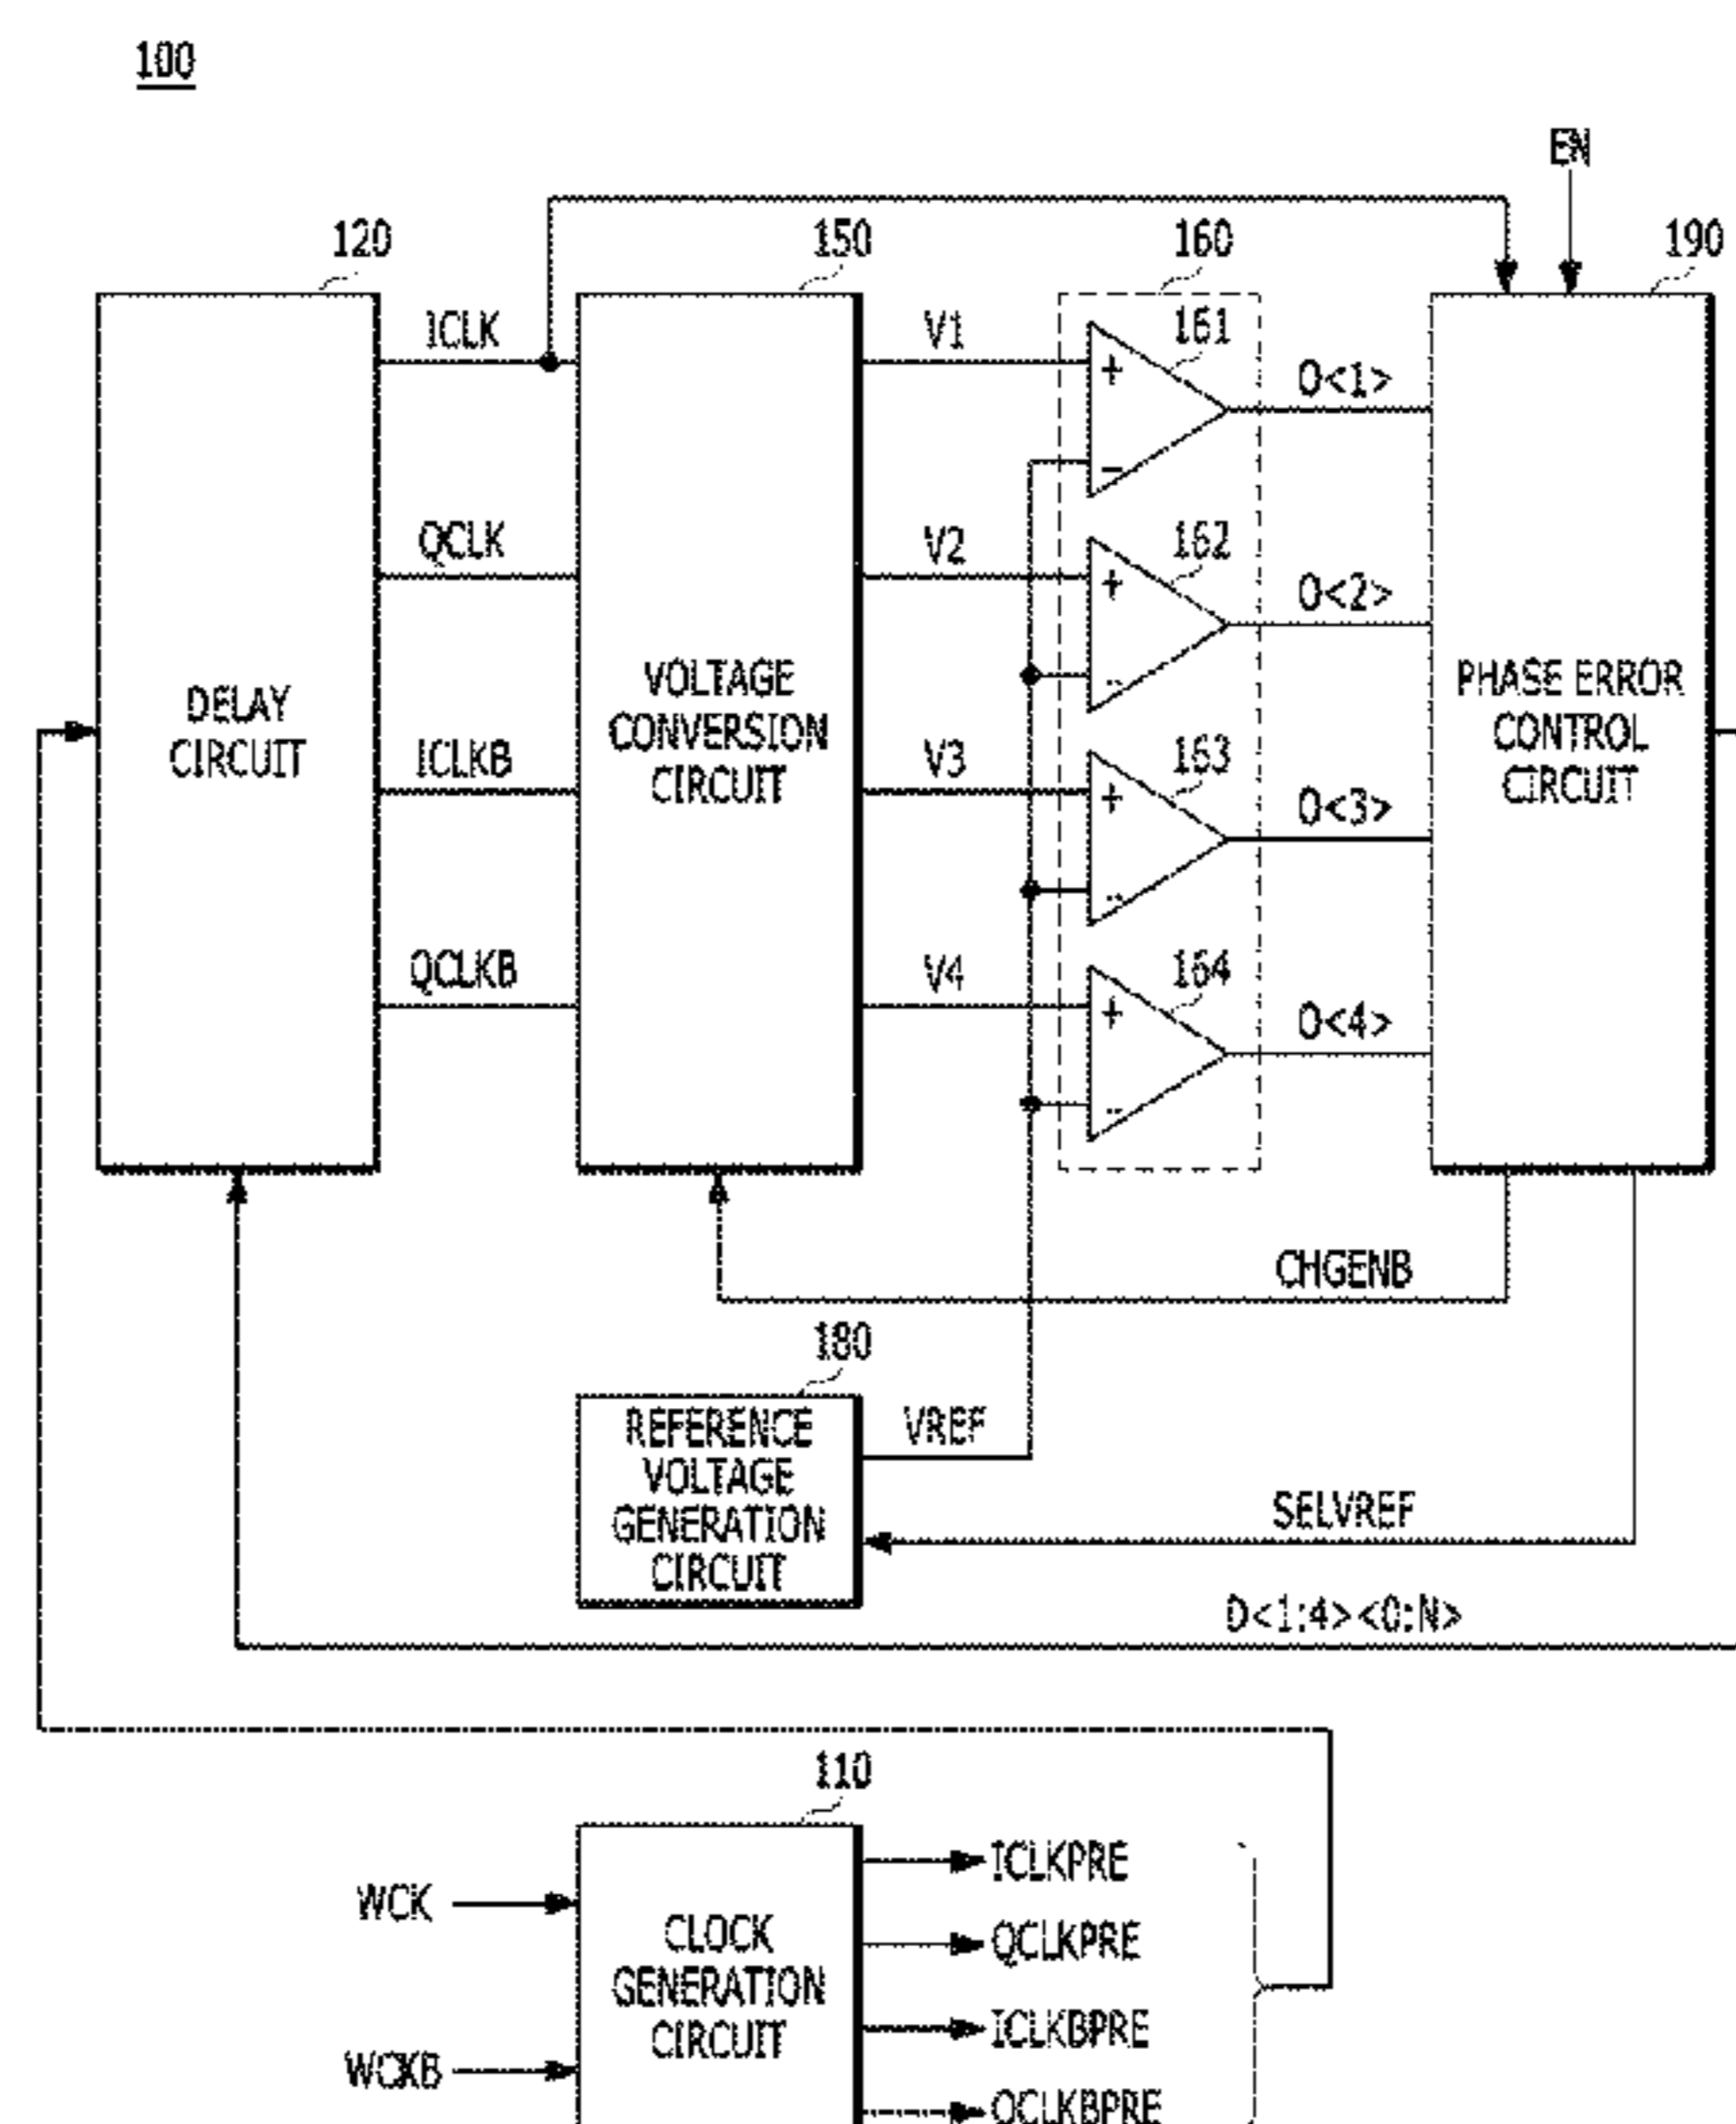 100
EN
120
150
160
190
ICLK
V1
161
O<1>
+
−
QCLK
V2
162
O<2>
+
-
DELAY
CIRCUIT
VOLTAGE
CONVERSION
CIRCUIT
PHASE ERROR
CONTROL
CIRCUIT
ICLKB
V3
163
O<3>
+
-
QCLKB
V4
164
O<4>
+
-
CHGENB
180
REFERENCE
VOLTAGE
GENERATION
CIRCUIT
VREF
SELVREF
D<1:4><0:N>
110
WCK
WCKB
CLOCK
GENERATION
CIRCUIT
ICLKPRE
QCLKPRE
ICLKBPRE
QCLKBPRE